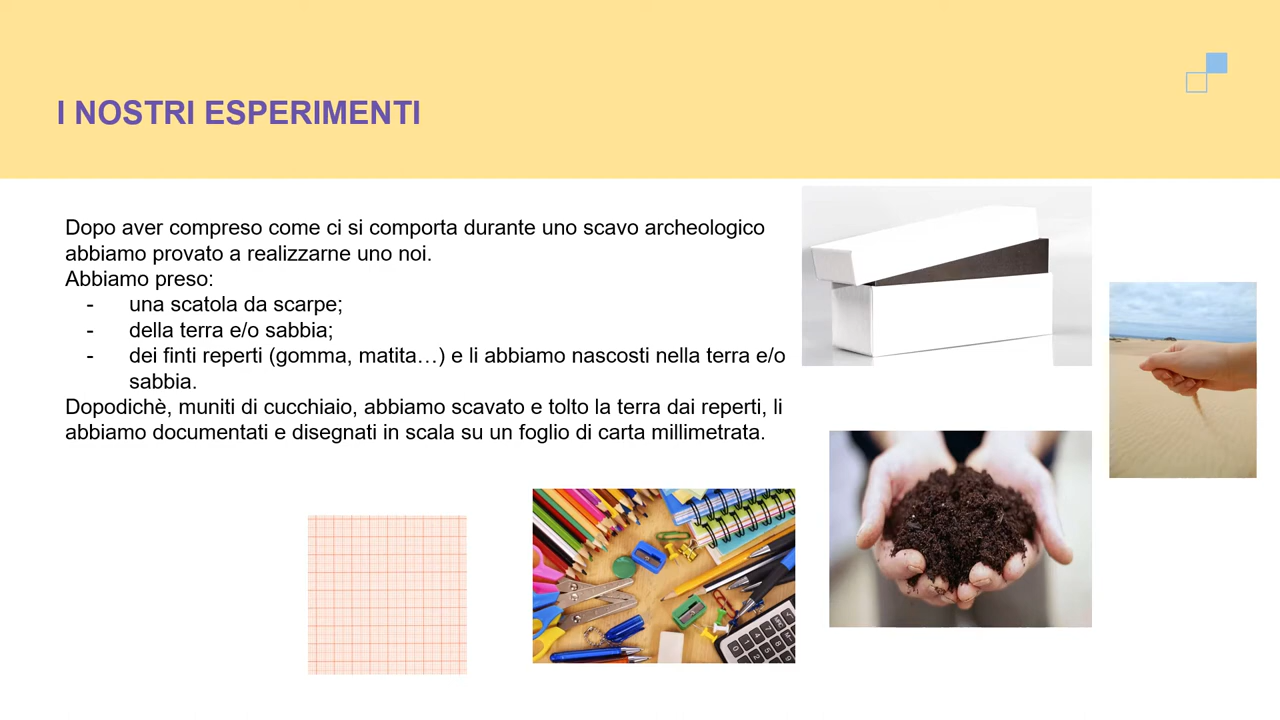 I NOSTRI ESPERIMENTI
Dopo aver compreso come ci si comporta durante uno scavo archeologico
abbiamo provato a realizzarne uno noi.
Abbiamo preso:
- una scatola da scarpe;
- della terra e/o sabbia;
- dei finti reperti (gomma, matita…) e li abbiamo nascosti nella terra e/o
sabbia.
Dopodichè, muniti di cucchiaio, abbiamo scavato e tolto la terra dai reperti, li
abbiamo documentati e disegnati in scala su un foglio di carta millimetrata.